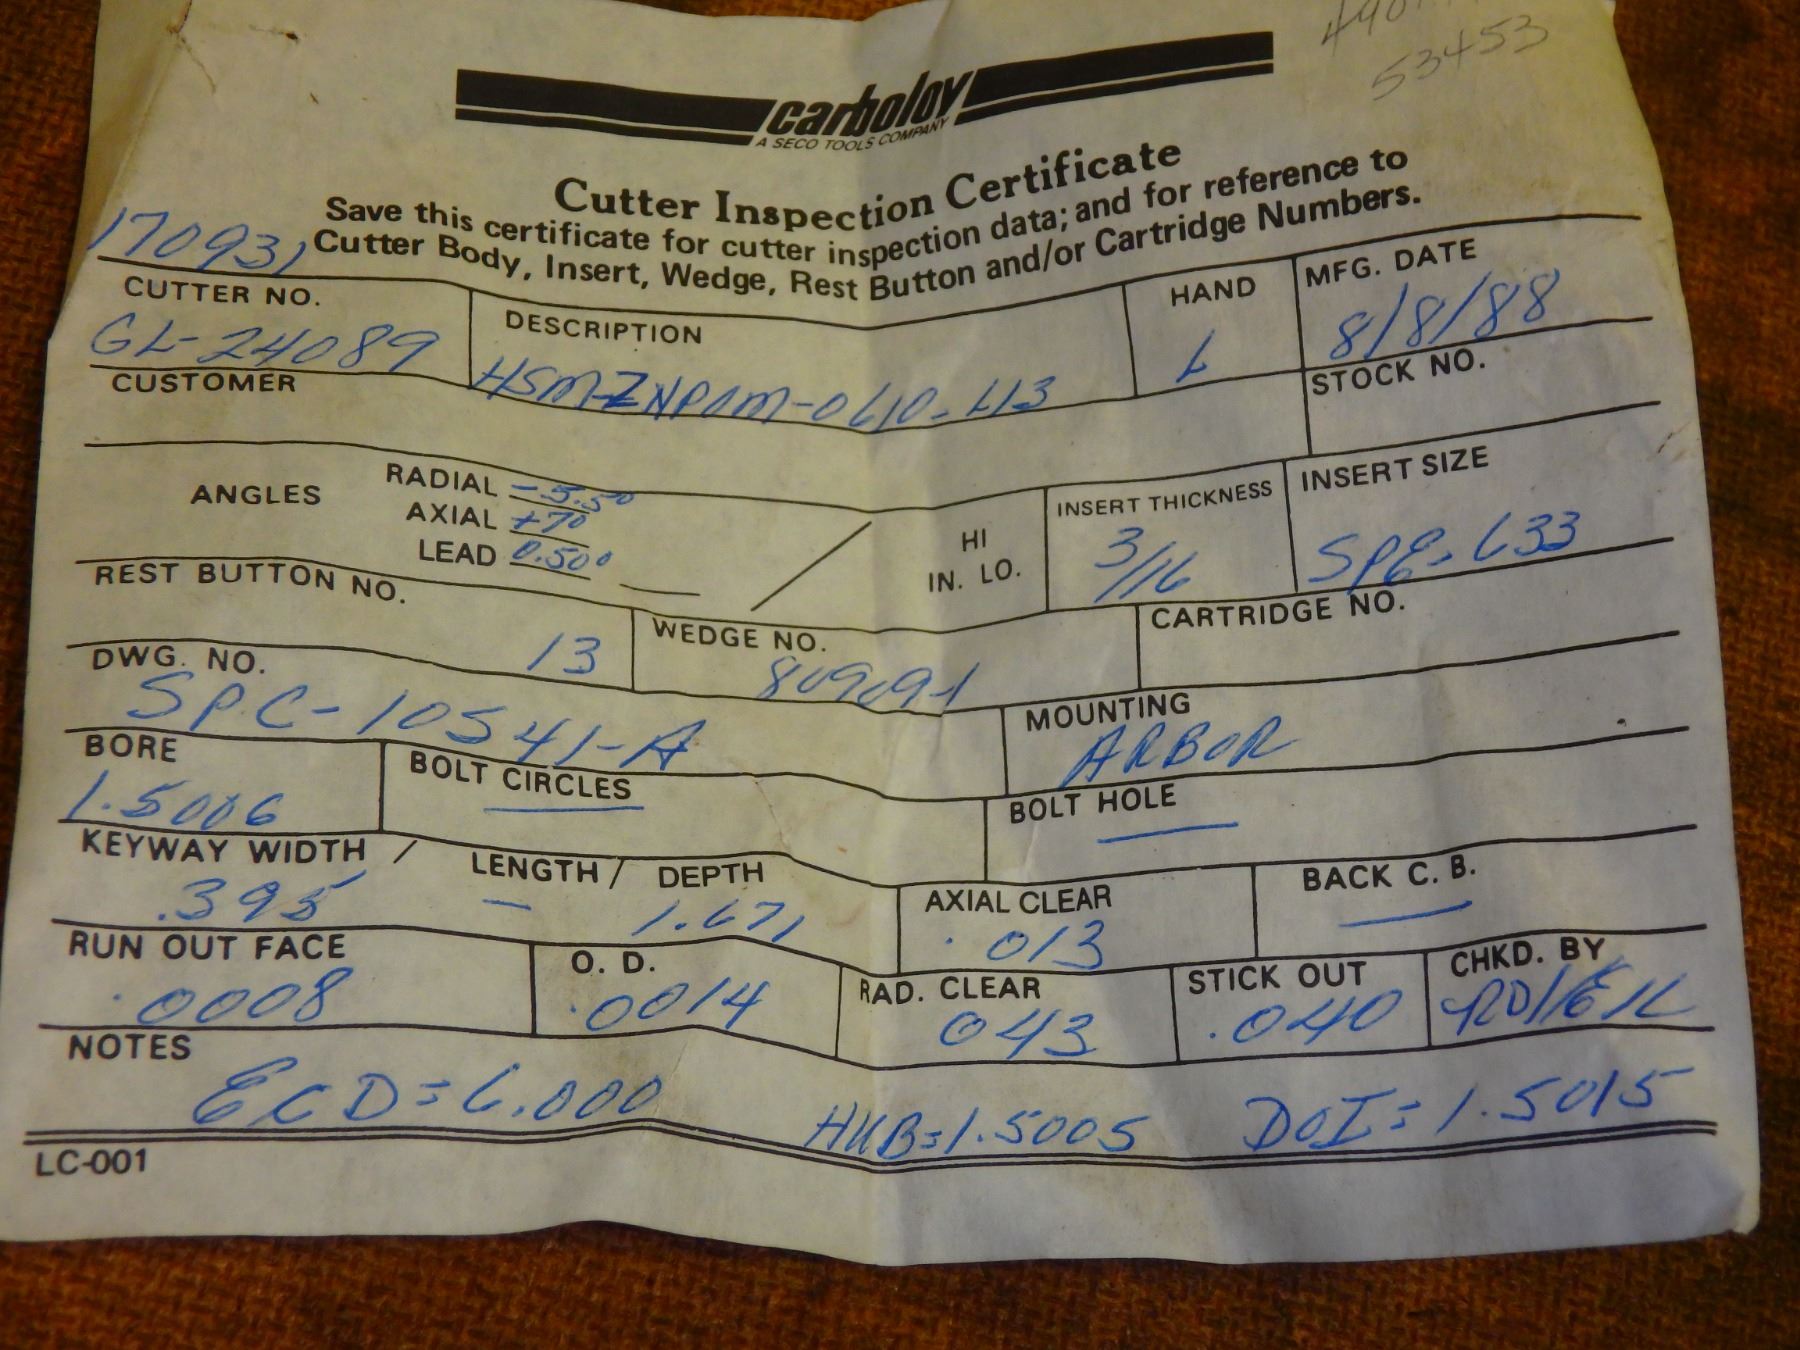 53453
carboloy
A SECO TOOLS COMPANY
Cutter Inspection Certificate
Save this certificate for cutter inspection data; and for reference to
Cutter Body, Insert, Wedge, Rest Button and/or Cartridge Numbers.
170931
CUTTER NO. DESCRIPTION HAND MFG. DATE
GL-24089 L 8/8/88
CUSTOMER STOCK NO.
ANGLES RADIAL -5.5° HI INSERT THICKNESS INSERT SIZE
AXIAL +7° IN. LO. 3/16 633
LEAD 0.50°
REST BUTTON NO. WEDGE NO. CARTRIDGE NO.
13
DWG. NO. MOUNTING
SPC-10541-A ARBOR
BORE BOLT CIRCLES BOLT HOLE
1.5006 — —
KEYWAY WIDTH / LENGTH / DEPTH AXIAL CLEAR BACK C. B.
.395 — 1.671 .013 —
RUN OUT FACE O. D. RAD. CLEAR STICK OUT CHKD. BY
.0008 .0014 043 .040
NOTES
ECD=6.000 HUB=1.5005 DOI=1.5015
LC-001